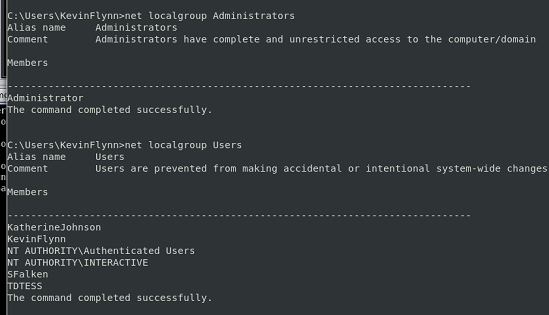 C:\Users\KevinFlynn>net localgroup Administrators
Alias name     Administrators
Comment        Administrators have complete and unrestricted access to the computer/domain
Members
-------------------------------------------------------------------------------
Administrator
The command completed successfully.
C:\Users\KevinFlynn>net localgroup Users
Alias name     Users
Comment        Users are prevented from making accidental or intentional system-wide changes
Members
-------------------------------------------------------------------------------
KatherineJohnson
KevinFlynn
NT AUTHORITY\Authenticated Users
NT AUTHORITY\INTERACTIVE
SFalken
TDTESS
The command completed successfully.